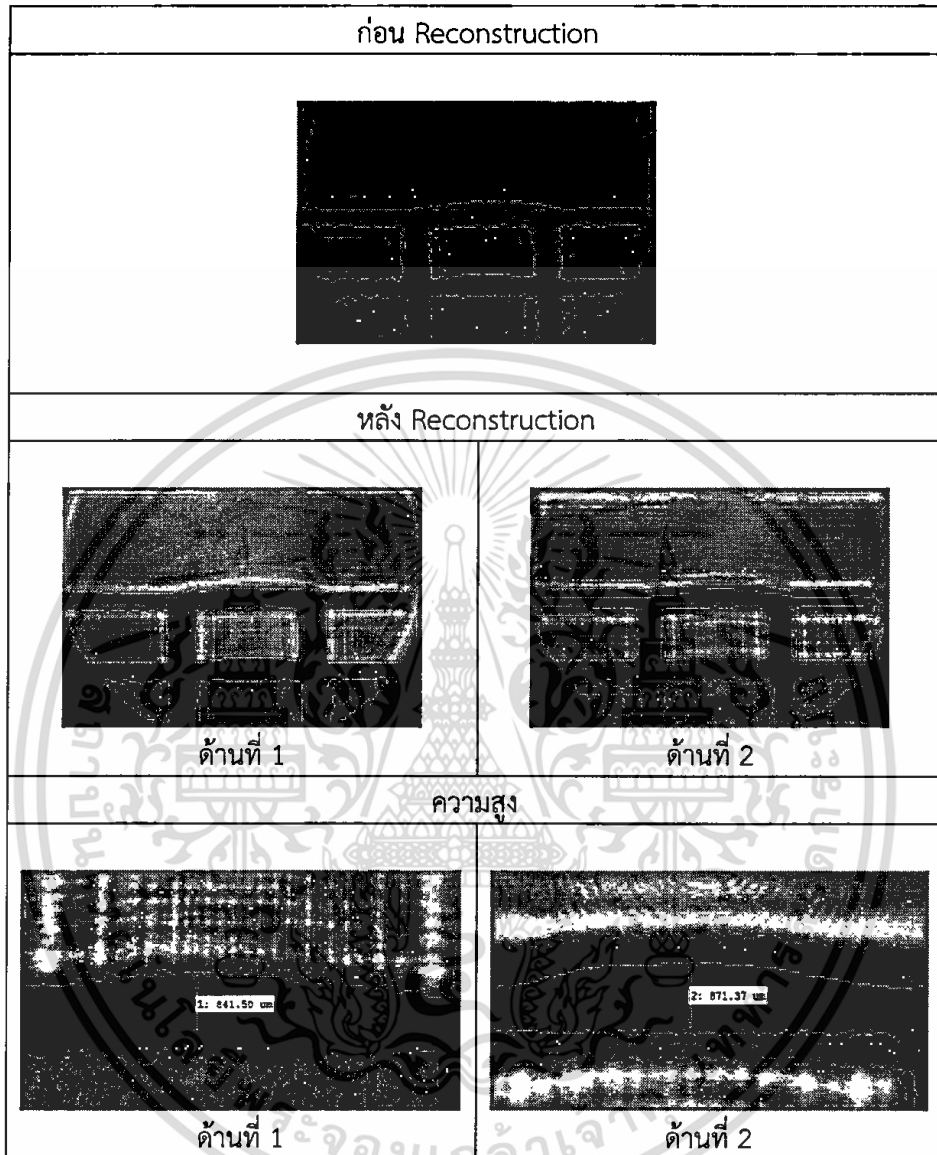 ก่อน Reconstruction
หลัง Reconstruction
ด้านที่ 1
ด้านที่ 2
ความสูง
1: 841.50 um
2: 871.37 um
ด้านที่ 1
ด้านที่ 2